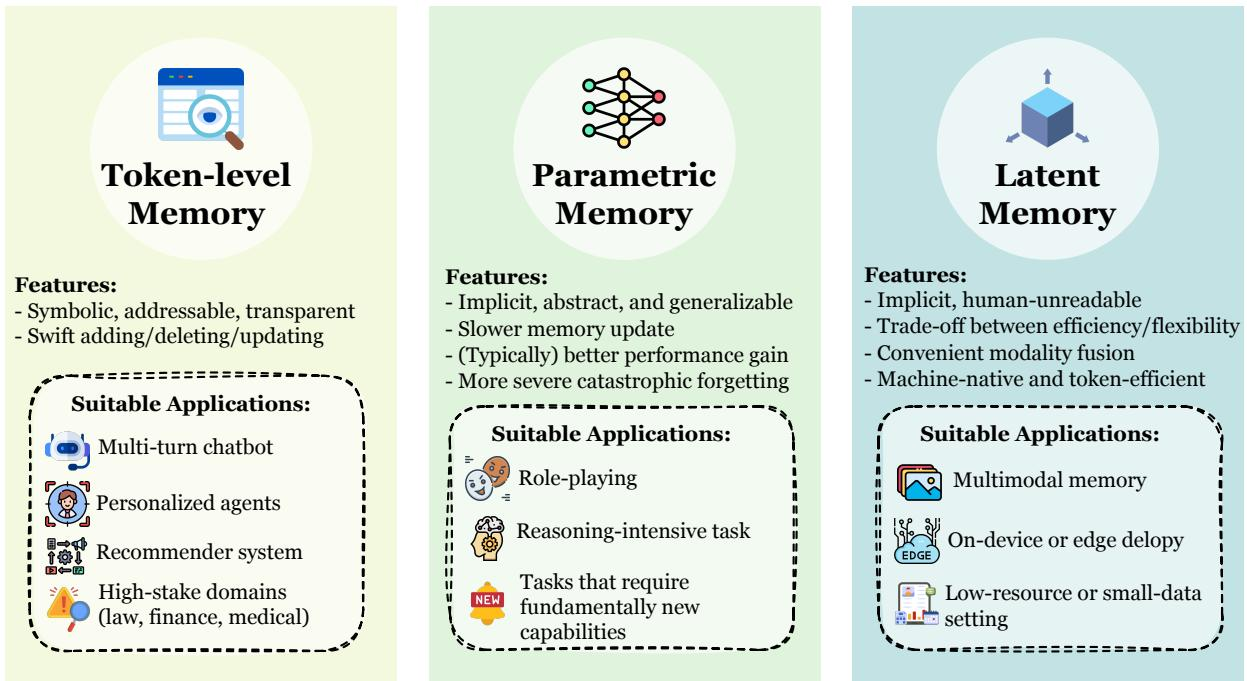 Token-level
Memory
Features:
- Symbolic, addressable, transparent
- Swift adding/deleting/updating
Suitable Applications:
Multi-turn chatbot
Personalized agents
Recommender system
High-stake domains
(law, finance, medical)
Parametric
Memory
Features:
- Implicit, abstract, and generalizable
- Slower memory update
- (Typically) better performance gain
- More severe catastrophic forgetting
Suitable Applications:
Role-playing
Reasoning-intensive task
NEW
Tasks that require
fundamentally new
capabilities
Latent
Memory
Features:
- Implicit, human-unreadable
- Trade-off between efficiency/flexibility
- Convenient modality fusion
- Machine-native and token-efficient
Suitable Applications:
Multimodal memory
EDGE
On-device or edge delopy
Low-resource or small-data
setting